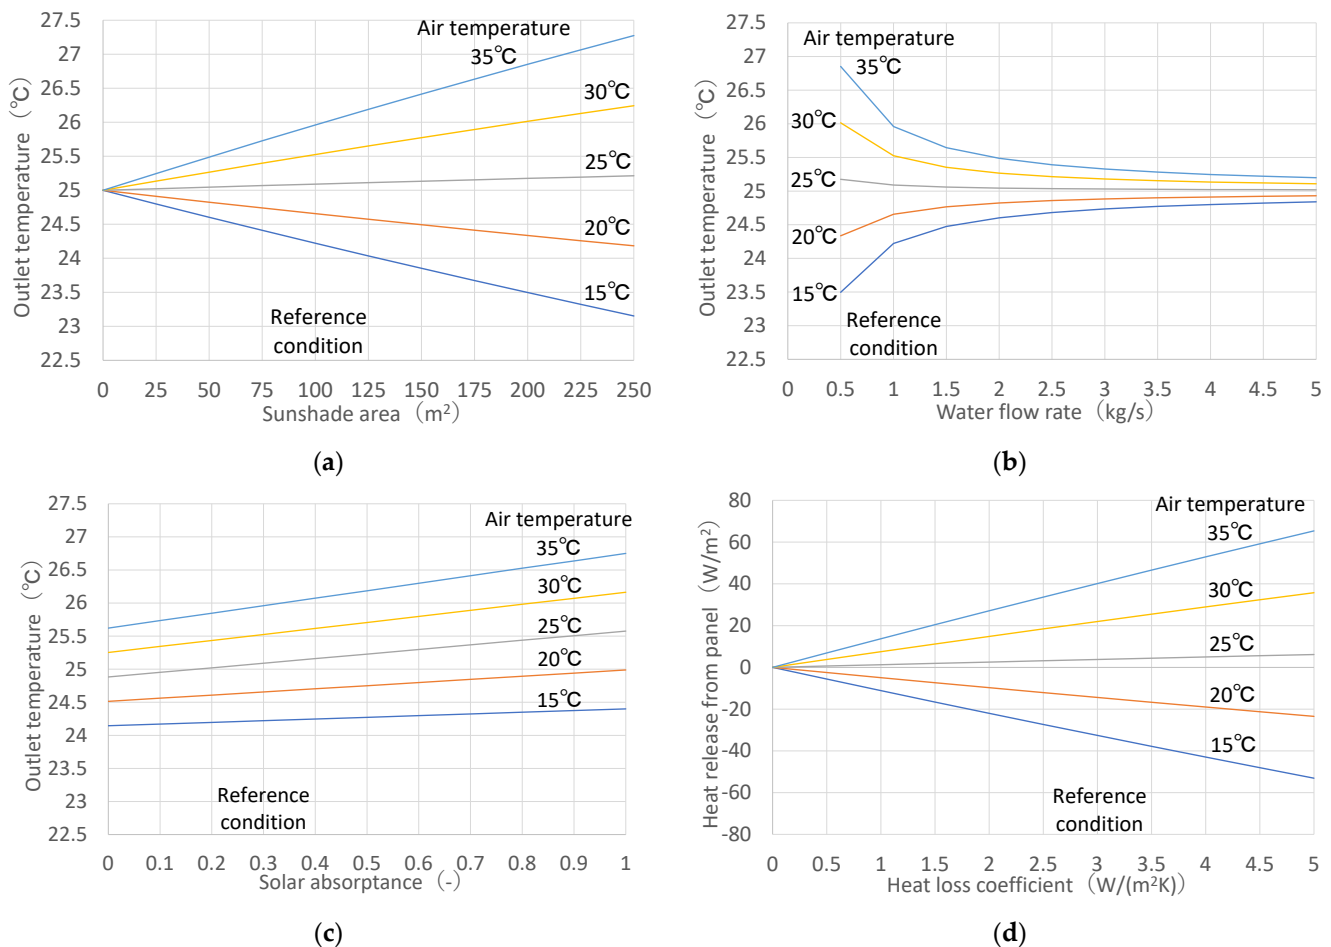 27.5
27
26.5
26
25.5
25
24.5
24
23.5
23
22.5
Outlet temperature（℃）
Air temperature
35℃
30℃
25℃
20℃
15℃
Reference
condition
0 25 50 75 100 125 150 175 200 225 250
Sunshade area（m²）
(a)
27.5
27
26.5
26
25.5
25
24.5
24
23.5
23
22.5
Outlet temperature（℃）
Air temperature
35℃
30℃
25℃
20℃
15℃
Reference
condition
0 0.5 1 1.5 2 2.5 3 3.5 4 4.5 5
Water flow rate（kg/s）
(b)
27.5
27
26.5
26
25.5
25
24.5
24
23.5
23
22.5
Outlet temperature（℃）
Air temperature
35℃
30℃
25℃
20℃
15℃
Reference
condition
0 0.1 0.2 0.3 0.4 0.5 0.6 0.7 0.8 0.9 1
Solar absorptance（-）
(c)
80
60
40
20
0
-20
-40
-60
-80
Heat release from panel（W/m²）
Air temperature
35℃
30℃
25℃
20℃
15℃
Reference
condition
0 0.5 1 1.5 2 2.5 3 3.5 4 4.5 5
Heat loss coefficient（W/(m²K)）
(d)